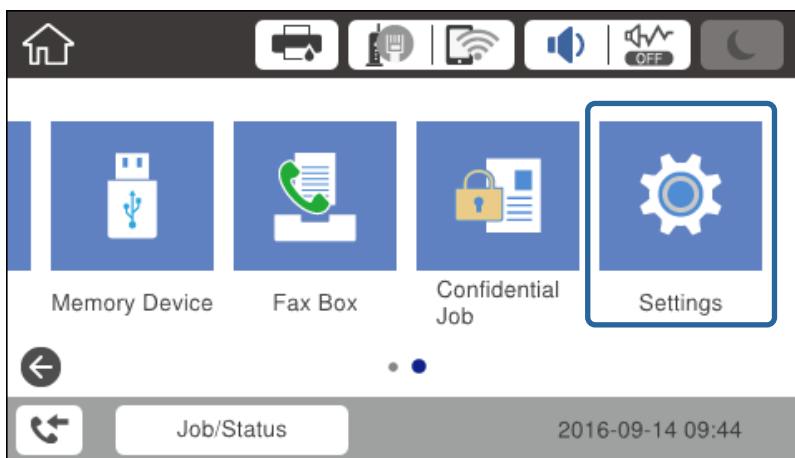 OFF
Memory Device
Fax Box
Confidential
Job
Settings
Job/Status
2016-09-14 09:44